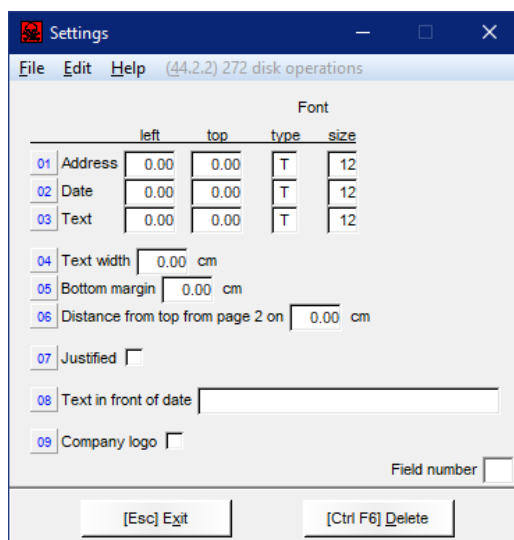 Settings
File Edit Help (44.2.2) 272 disk operations
Font
left top type size
01 Address 0.00 0.00 T 12
02 Date 0.00 0.00 T 12
03 Text 0.00 0.00 T 12
04 Text width 0.00 cm
05 Bottom margin 0.00 cm
06 Distance from top from page 2 on 0.00 cm
07 Justified
08 Text in front of date
09 Company logo
Field number
[Esc] Exit [Ctrl F6] Delete